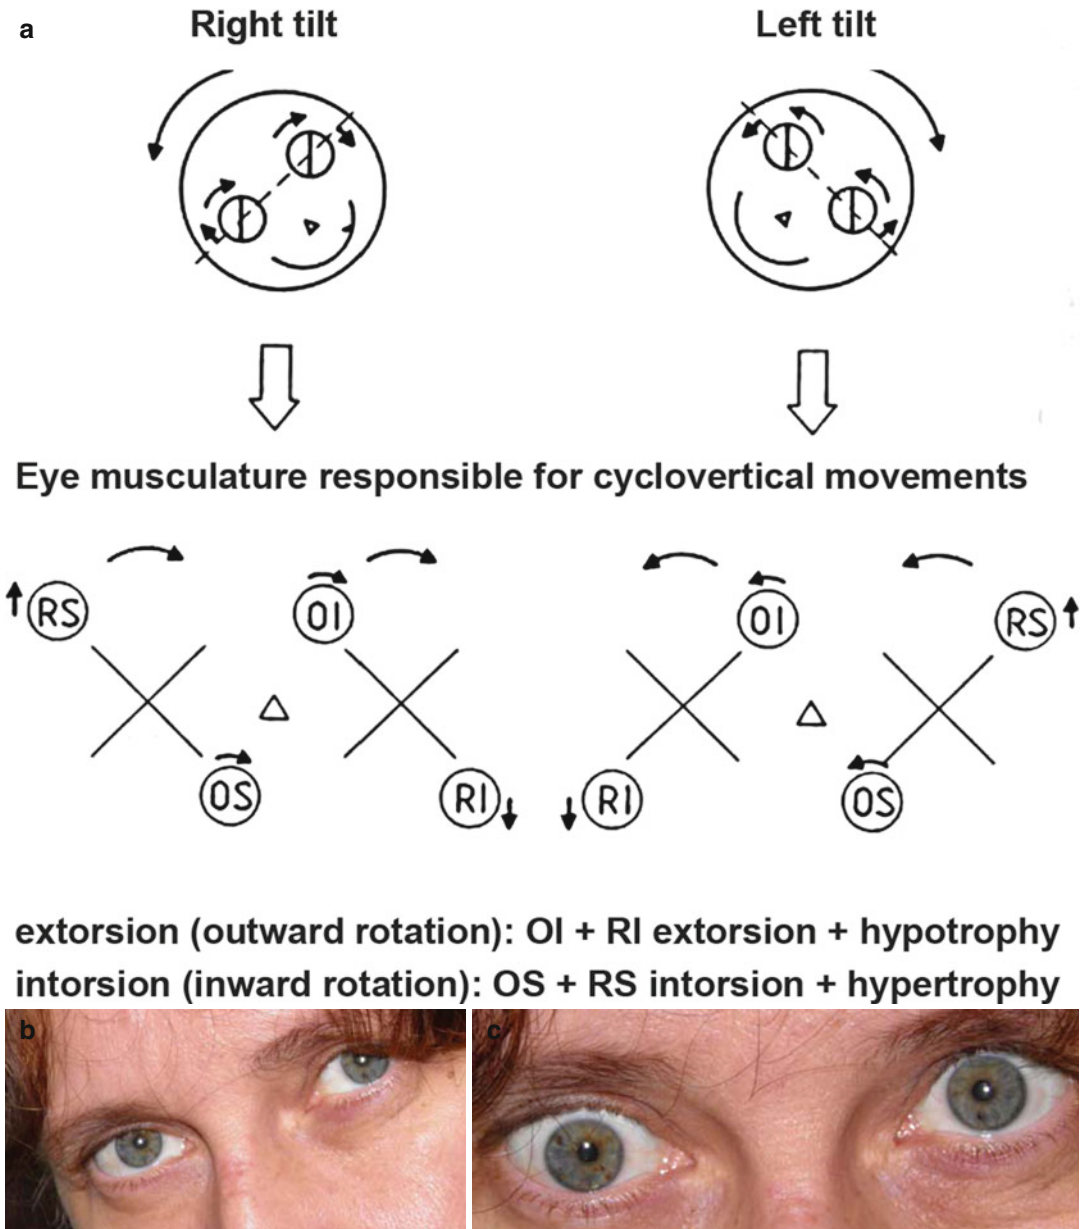 a
Right tilt
Left tilt
Eye musculature responsible for cyclovertical movements
RS
OI
OI
RS
OS
RI
RI
OS
extorsion (outward rotation): OI + RI extorsion + hypotrophy
intorsion (inward rotation): OS + RS intorsion + hypertrophy
b
c